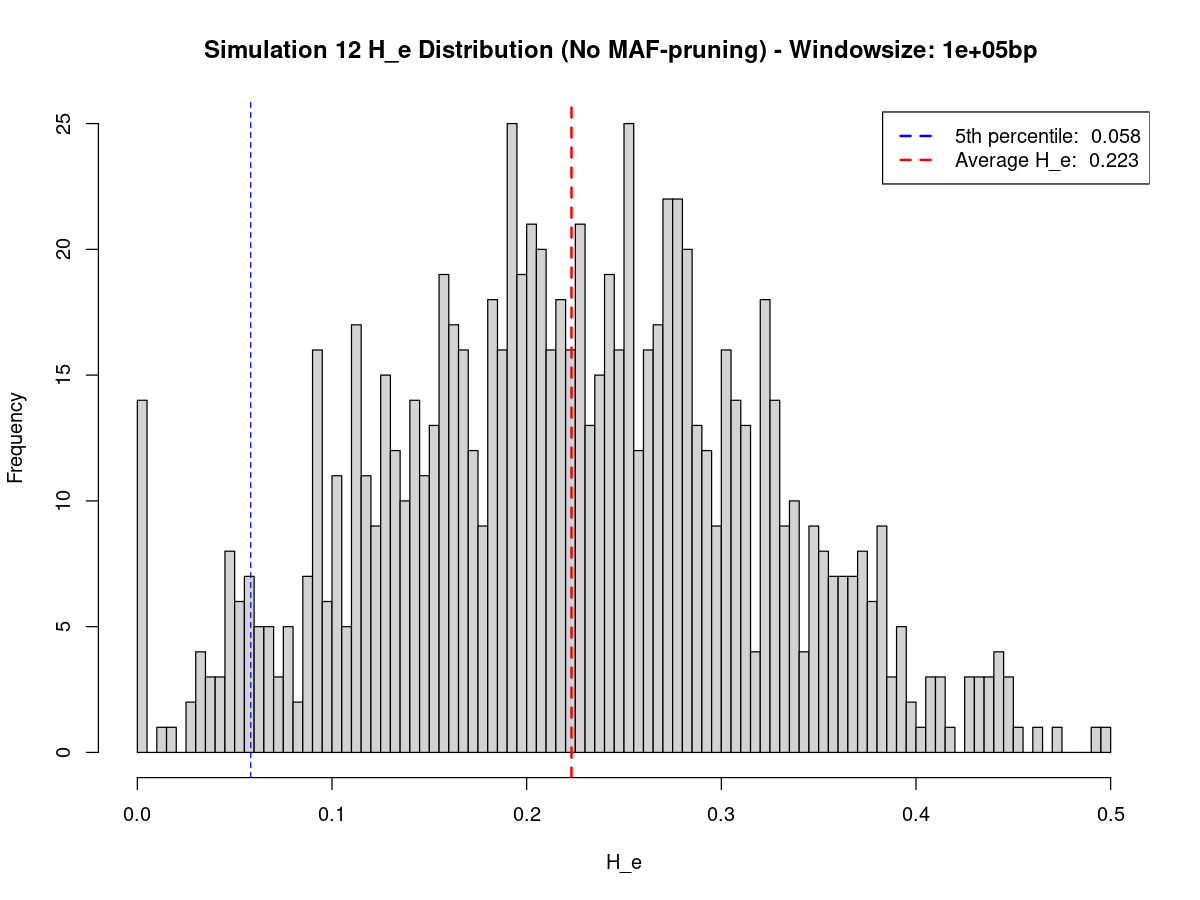 Simulation 12 H_e Distribution (No MAF-pruning) - Windowsize: 1e+05bp
5th percentile:  0.058
Average H_e:  0.223
25
20
15
10
5
0
Frequency
0.0 0.1 0.2 0.3 0.4 0.5
H_e